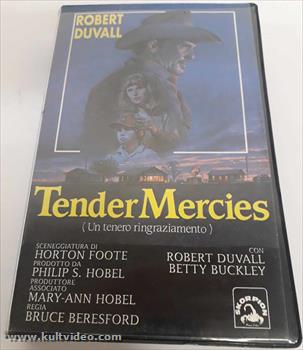 ROBERT
DUVALL
Tender Mercies
(Un tenero ringraziamento)
SCENEGGIATURA DI
HORTON FOOTE
PRODOTTO DA
PHILIP S. HOBEL
PRODUTTORE
ASSOCIATO
MARY-ANN HOBEL
REGIA
BRUCE BERESFORD
CON
ROBERT DUVALL
BETTY BUCKLEY
SKORPION
www.kultvideo.com